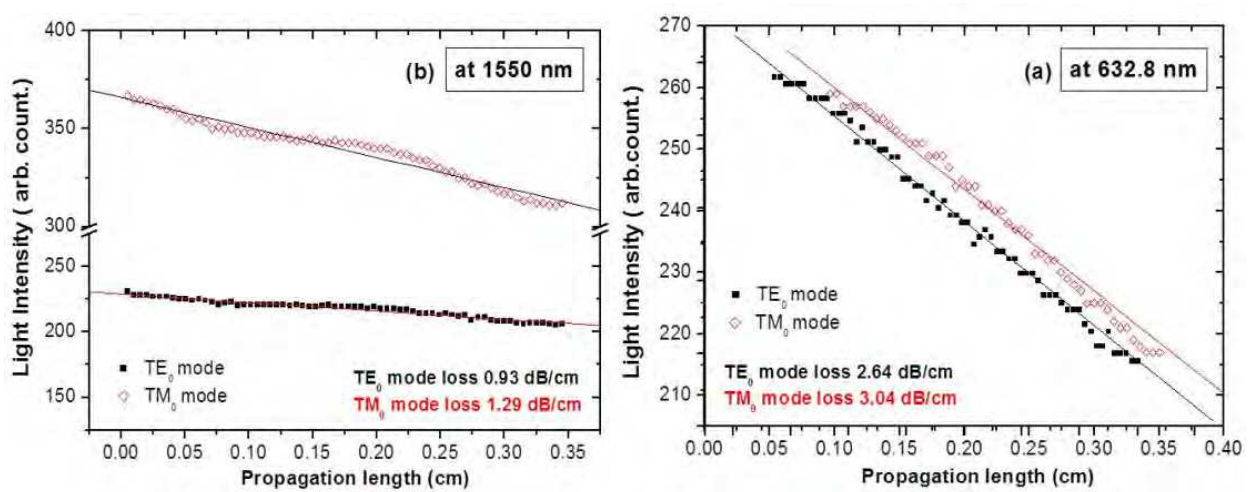 400
350
300
250
200
150
Light Intensity ( arb. count.)
(b)
at 1550 nm
TE0 mode
TM0 mode
TE0 mode loss 0.93 dB/cm
TM0 mode loss 1.29 dB/cm
0.00 0.05 0.10 0.15 0.20 0.25 0.30 0.35
Propagation length (cm)
270
260
250
240
230
220
210
Light Intensity ( arb.count.)
(a)
at 632.8 nm
TE0 mode
TM0 mode
TE0 mode loss 2.64 dB/cm
TM0 mode loss 3.04 dB/cm
0.00 0.05 0.10 0.15 0.20 0.25 0.30 0.35 0.40
Propagation length (cm)